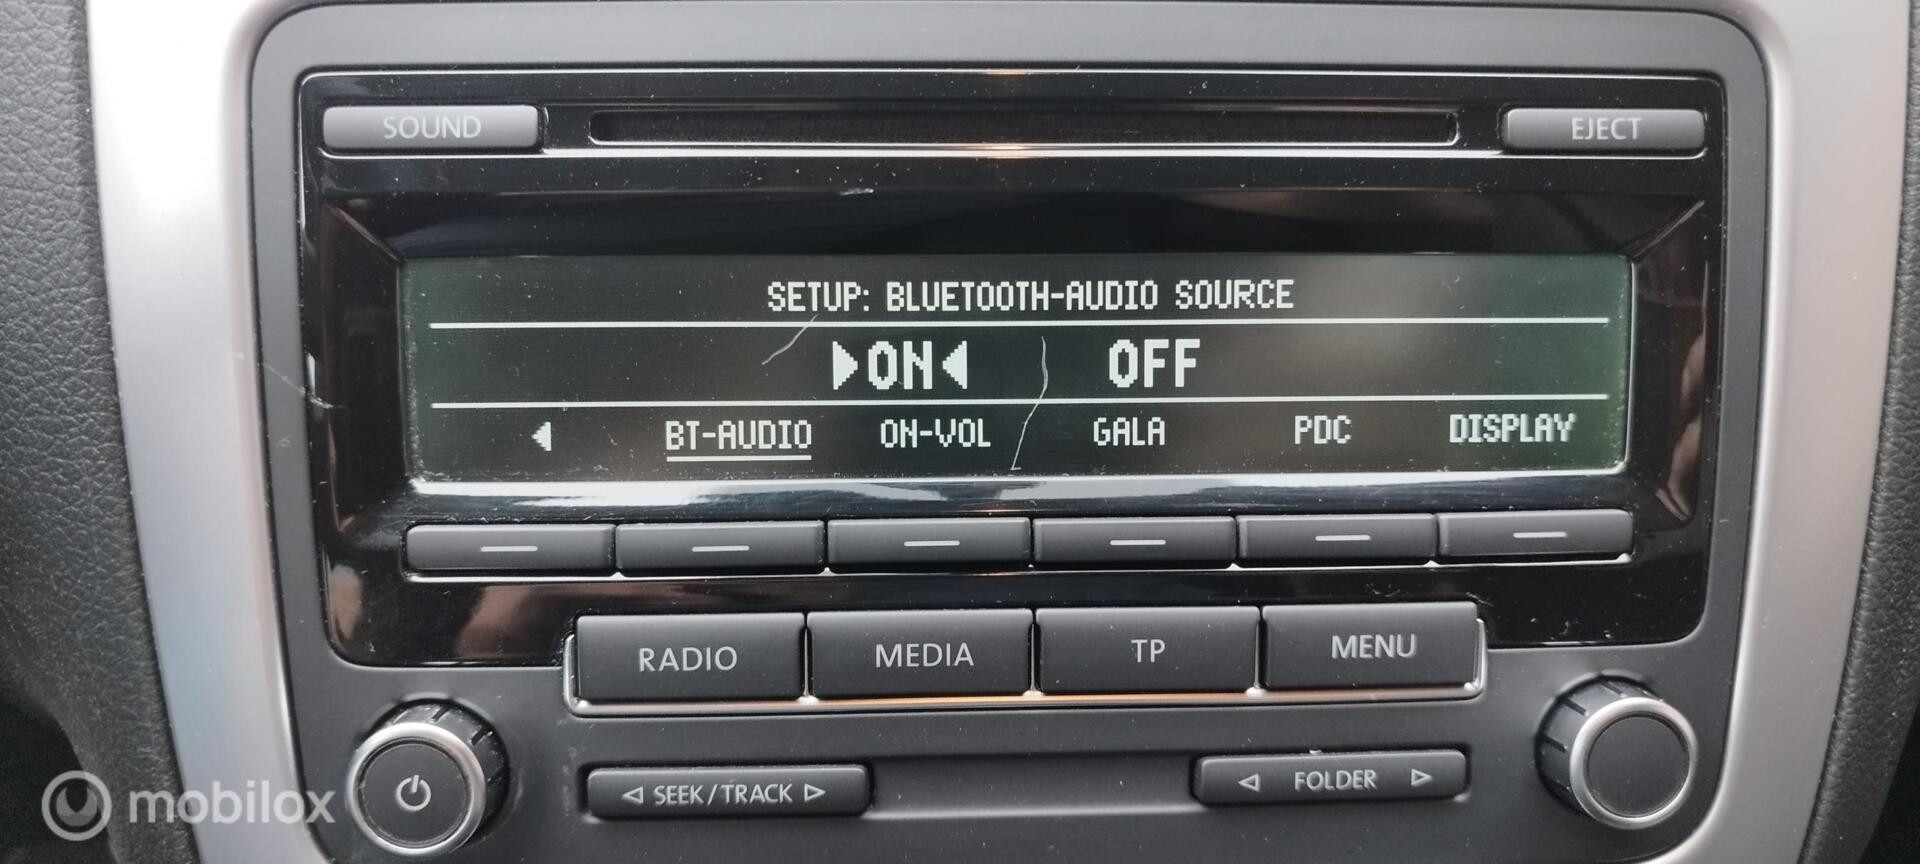 SOUND
EJECT
SETUP: BLUETOOTH-AUDIO SOURCE
ON OFF
BT-AUDIO ON-VOL GALA PDC DISPLAY
RADIO MEDIA TP MENU
SEEK/TRACK FOLDER
mobilox